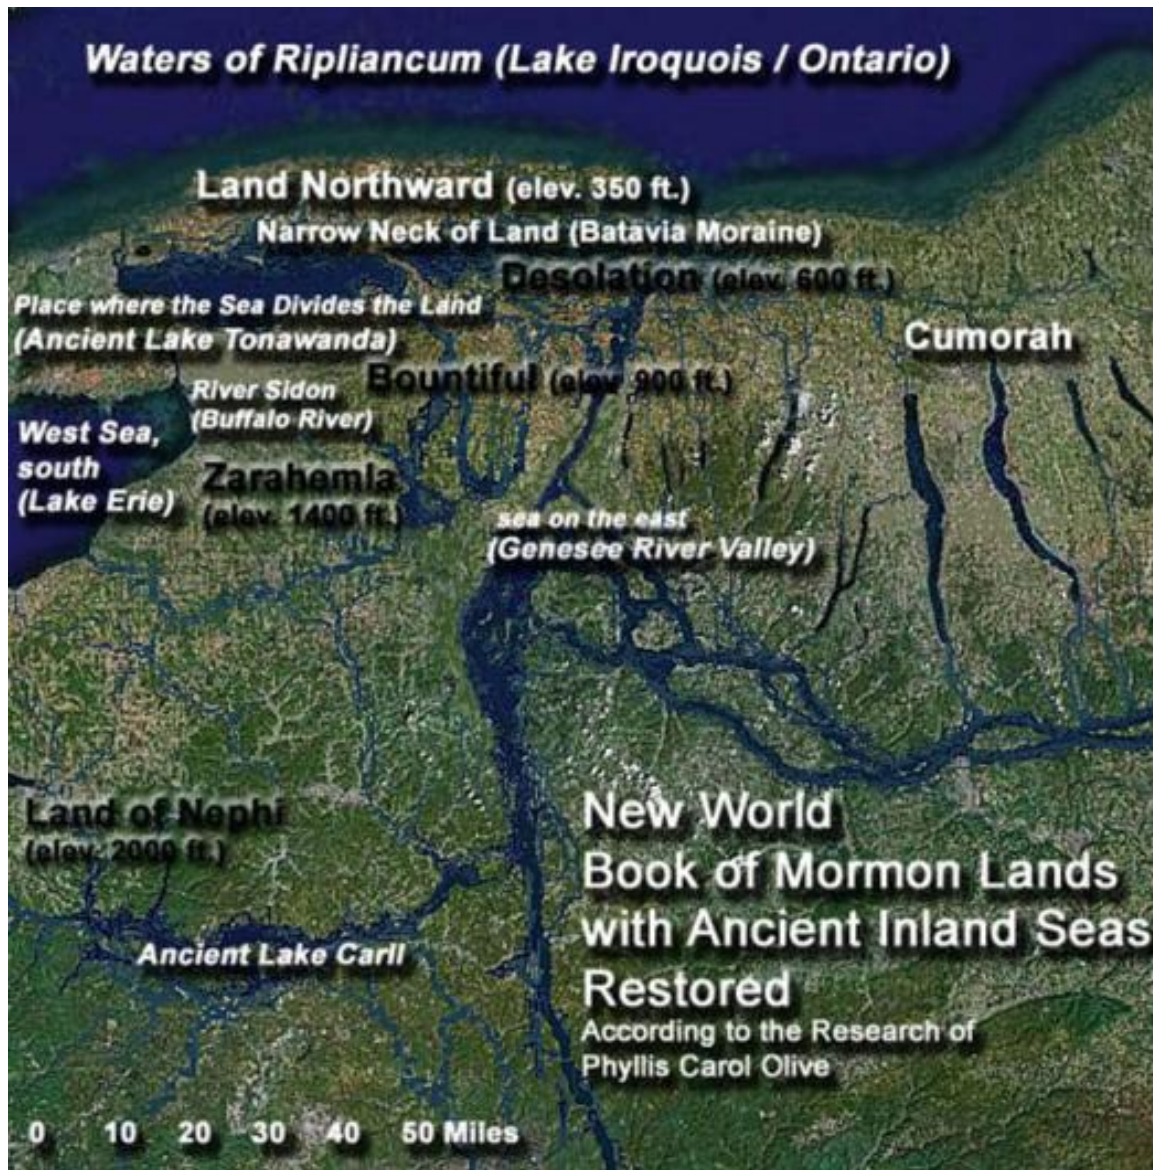 Waters of Ripliancum (Lake Iroquois / Ontario)
Land Northward (elev. 350 ft.)
Narrow Neck of Land (Batavia Moraine)
Desolation (elev. 600 ft.)
Place where the Sea Divides the Land
(Ancient Lake Tonawanda)
Cumorah
Bountiful (elev. 900 ft.)
River Sidon
(Buffalo River)
West Sea,
south
(Lake Erie)
Zarahemla
(elev. 1400 ft.)
sea on the east
(Genesee River Valley)
Land of Nephi
(elev. 2000 ft.)
New World
Book of Mormon Lands
with Ancient Inland Seas
Restored
According to the Research of
Phyllis Carol Olive
Ancient Lake Carll
0 10 20 30 40 50 Miles